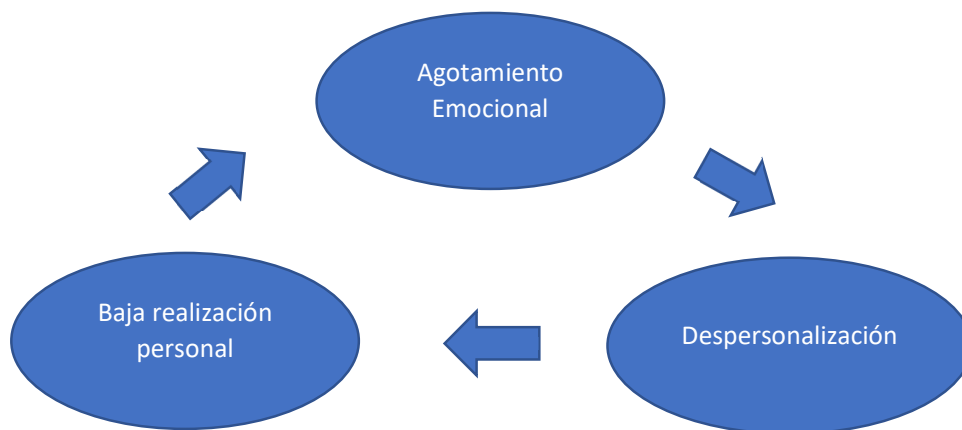 Agotamiento
Emocional
Despersonalización
Baja realización
personal